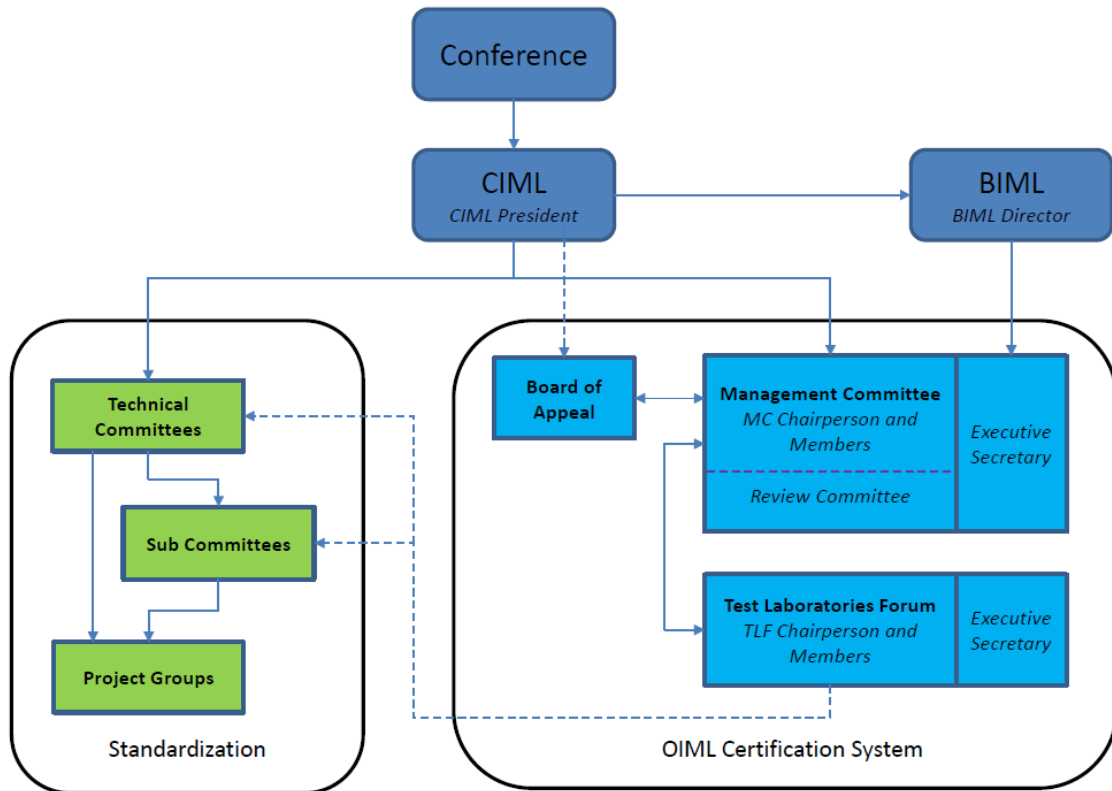 Conference
CIML
CIML President
BIML
BIML Director
Technical
Committees
Sub Committees
Project Groups
Standardization
Board of
Appeal
Management Committee
MC Chairperson and
Members
Review Committee
Executive
Secretary
Test Laboratories Forum
TLF Chairperson and
Members
Executive
Secretary
OIML Certification System